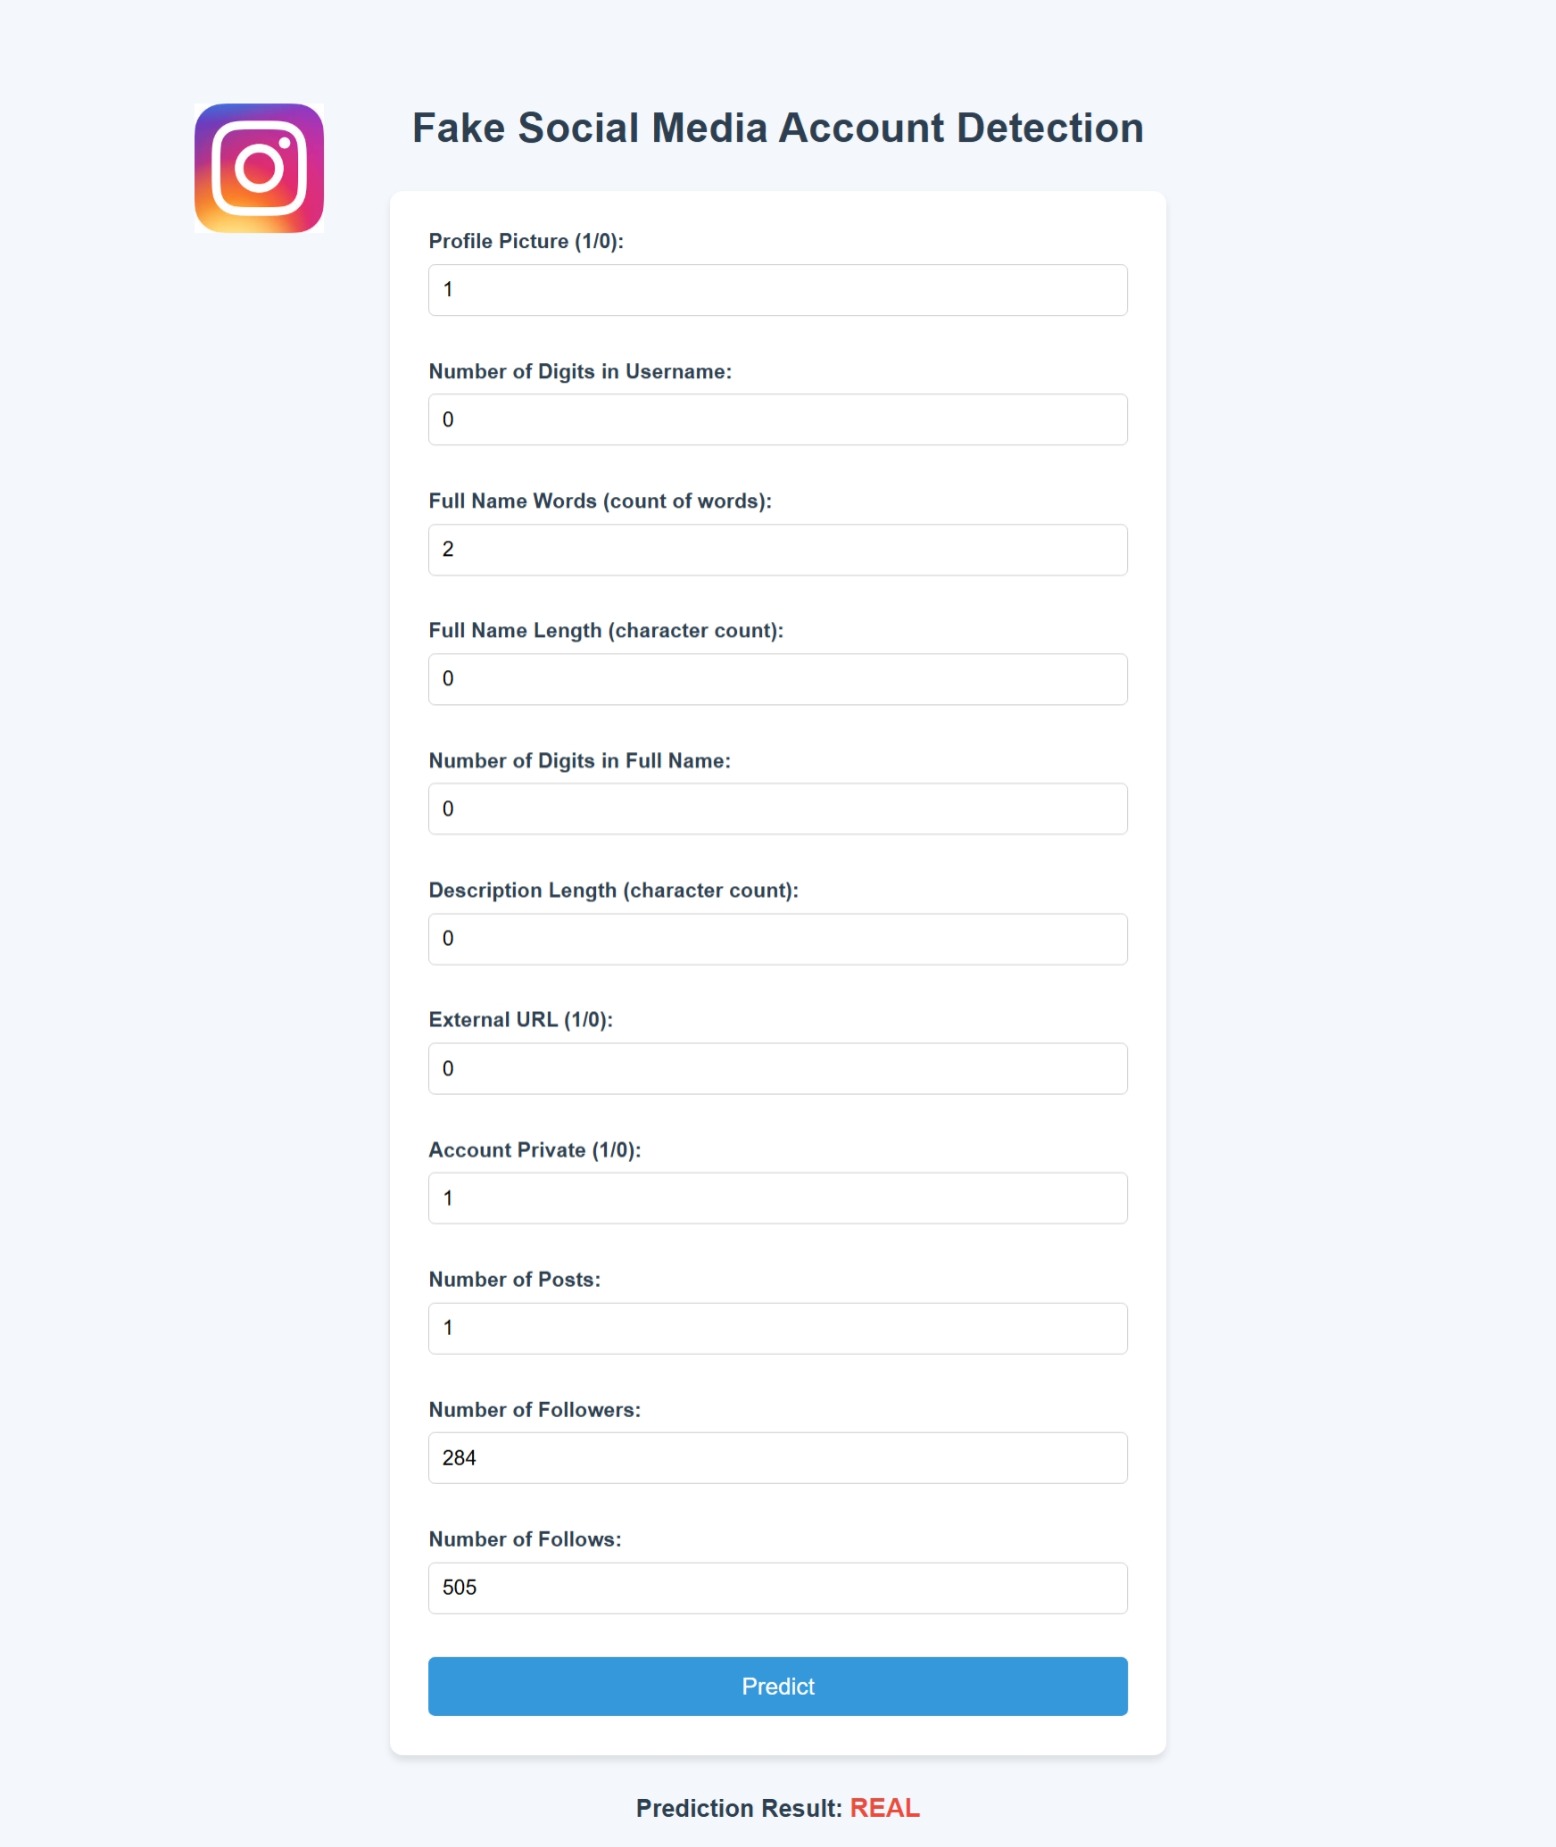 Fake Social Media Account Detection
Profile Picture (1/0):
1
Number of Digits in Username:
0
Full Name Words (count of words):
2
Full Name Length (character count):
0
Number of Digits in Full Name:
0
Description Length (character count):
0
External URL (1/0):
0
Account Private (1/0):
1
Number of Posts:
1
Number of Followers:
284
Number of Follows:
505
Predict
Prediction Result: REAL